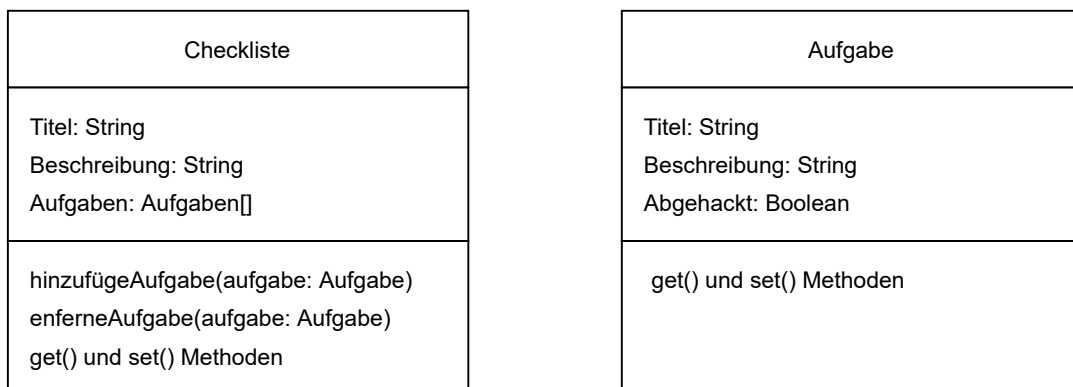 Checkliste
Titel: String
Beschreibung: String
Aufgaben: Aufgaben[]
hinzufügeAufgabe(aufgabe: Aufgabe)
enferneAufgabe(aufgabe: Aufgabe)
get() und set() Methoden
Aufgabe
Titel: String
Beschreibung: String
Abgehackt: Boolean
get() und set() Methoden